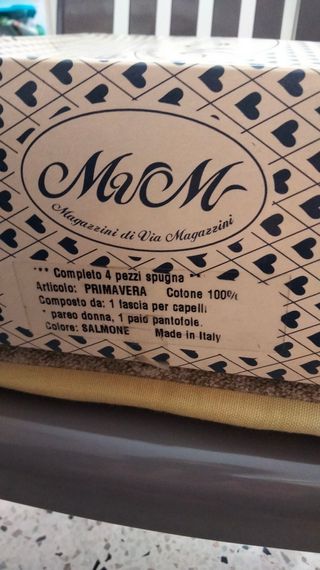 MvM
Magazzini di Via Magazzini
*** Completo 4 pezzi spugna **
Articolo: PRIMAVERA Cotone 100%
Composto da: 1 fascia per capelli
* pareo donna, 1 paio pantofole.
Colore: SALMONE Made in Italy